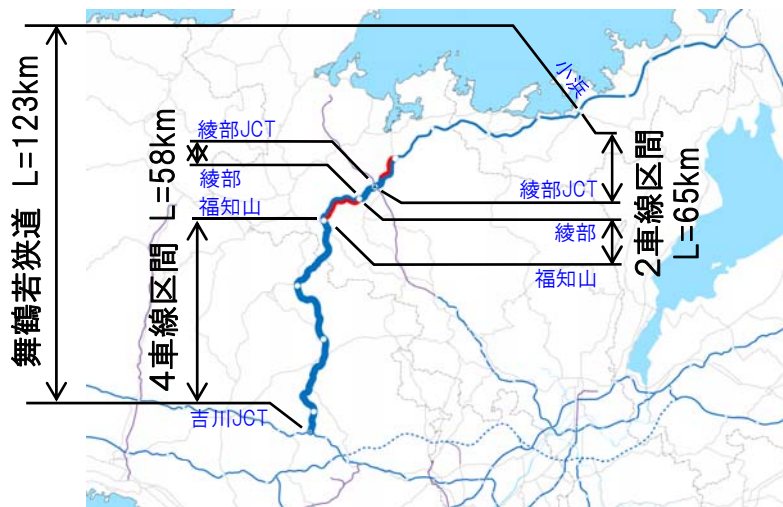 舞鶴若狭道 L=123km
4車線区間 L=58km
綾部JCT
綾部
福知山
吉川JCT
小浜
綾部JCT
綾部
福知山
2車線区間
L=65km